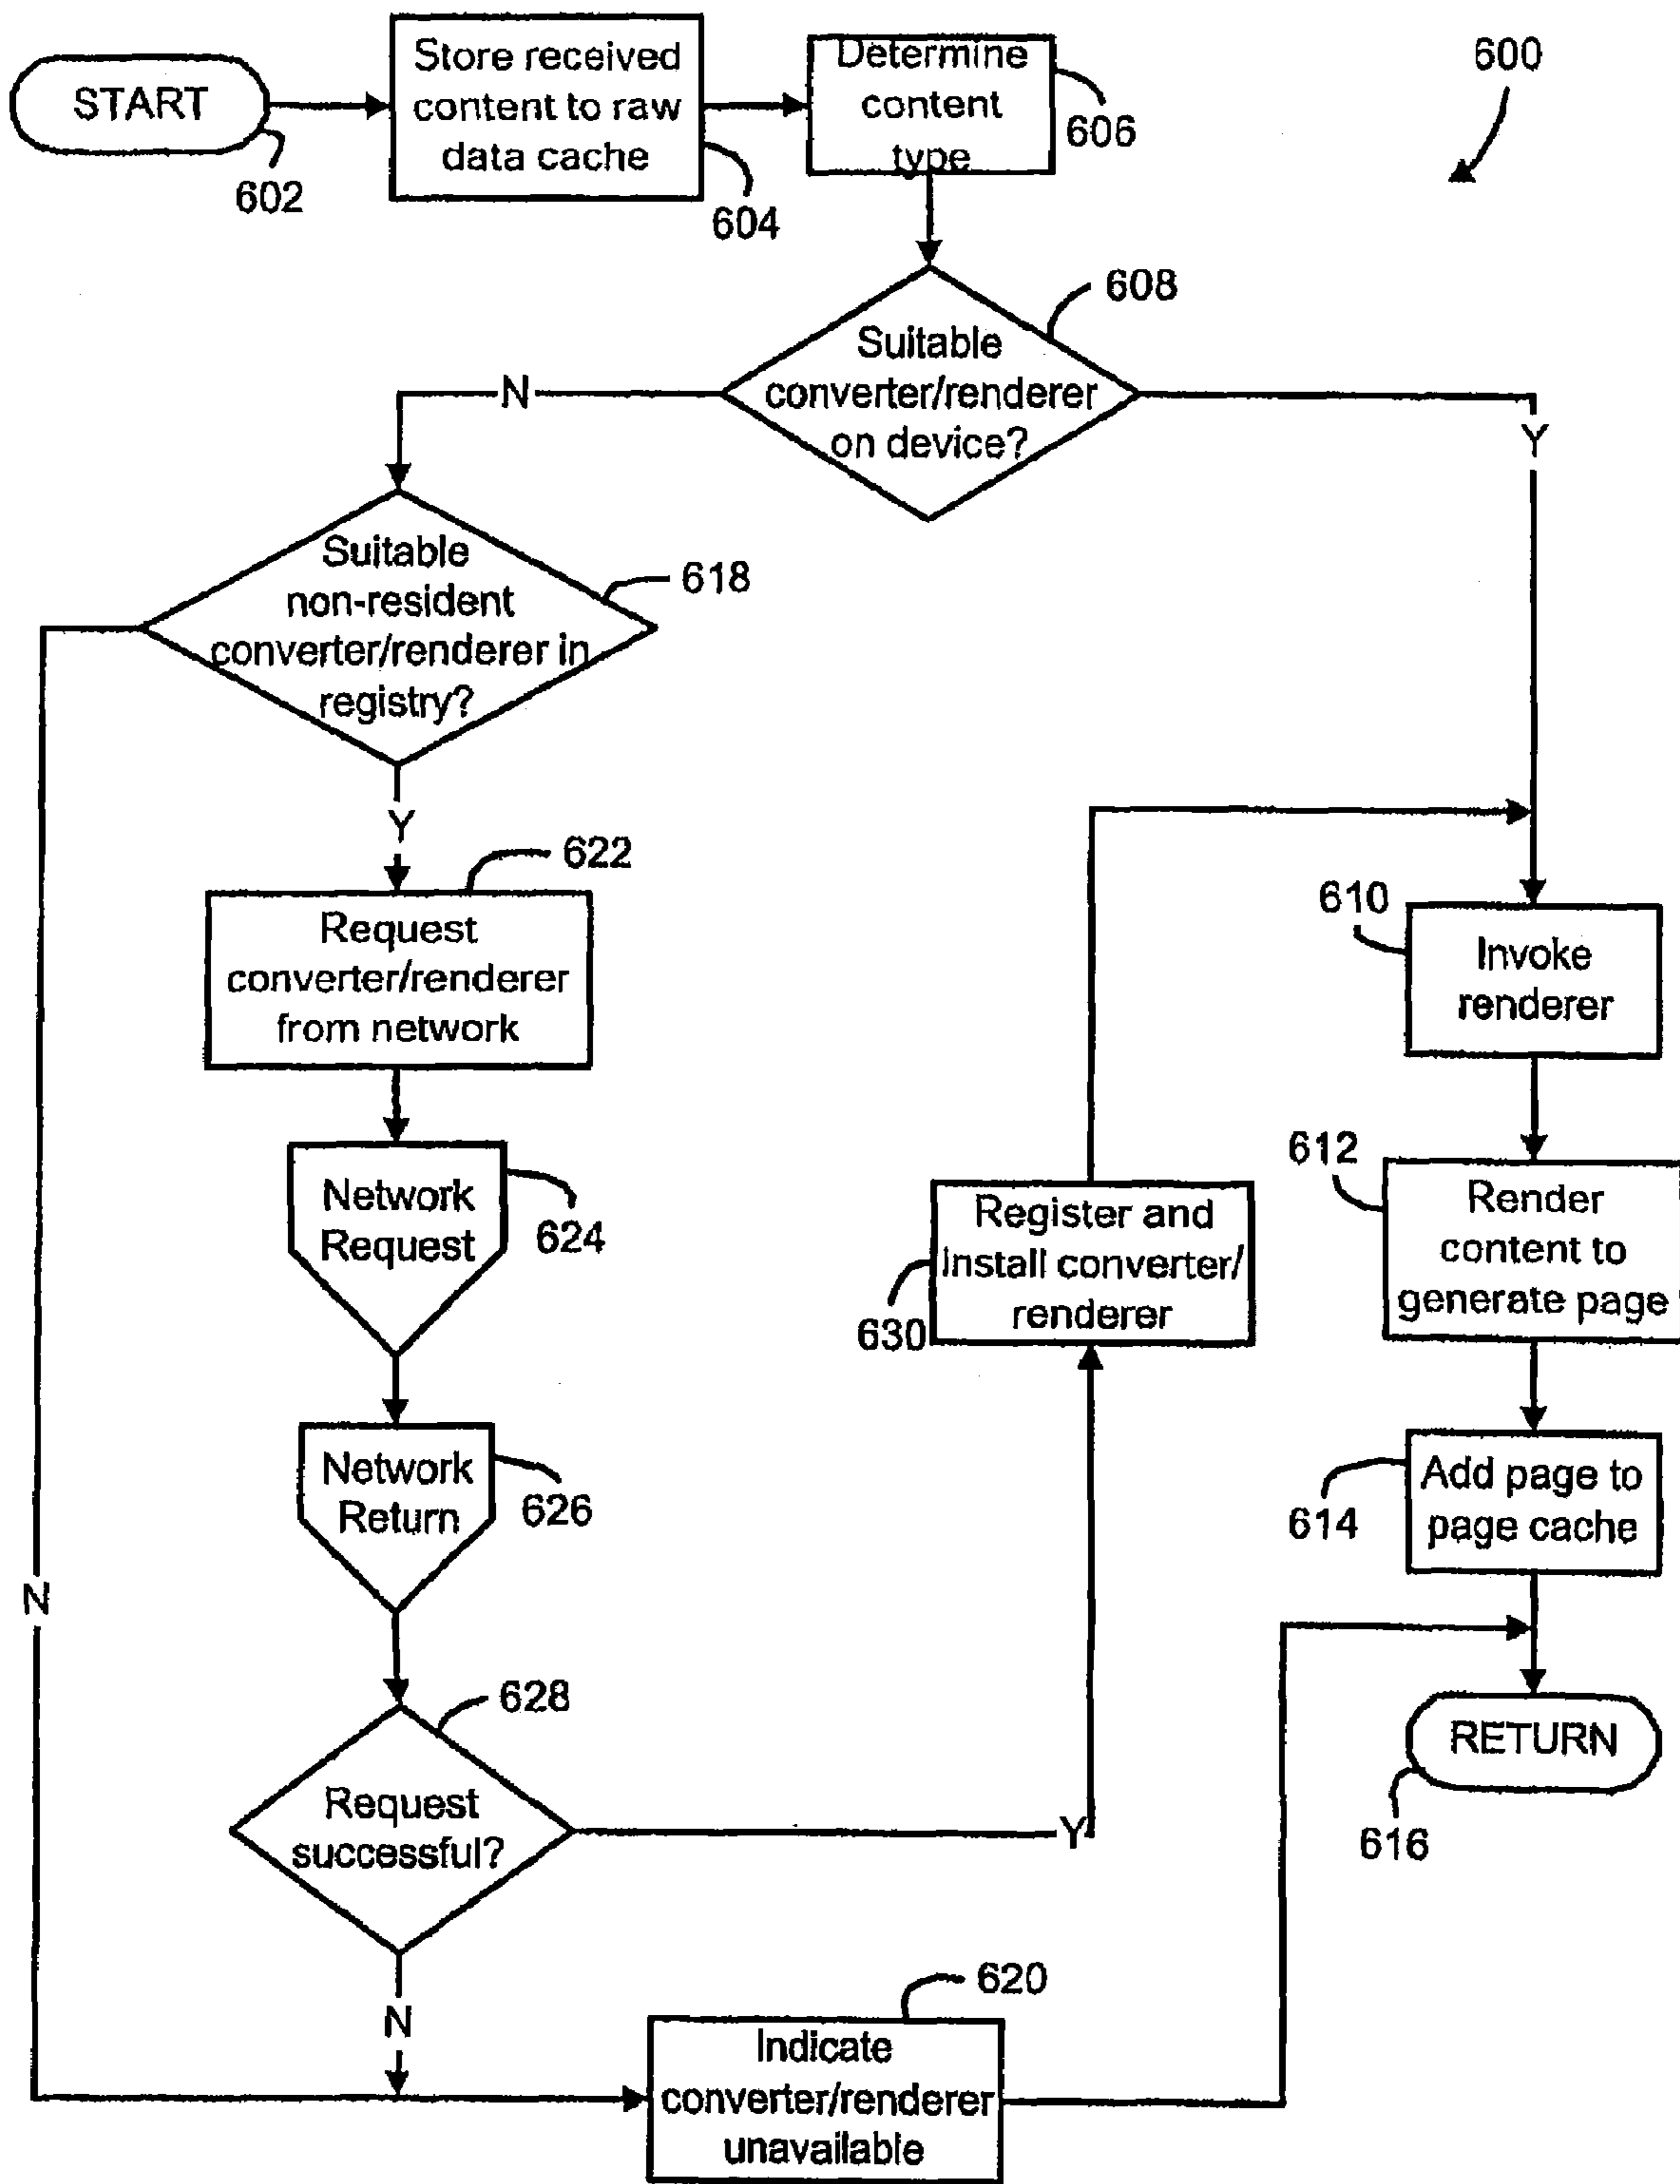 START
602
Store received
content to raw
data cache
604
Determine
content
type
606
600
Suitable
converter/renderer
on device?
608
N
Y
Suitable
non-resident
converter/renderer in
registry?
618
Y
N
Request
converter/renderer
from network
622
Network
Request
624
Network
Return
626
Request
successful?
628
Y
N
Register and
Install converter/
renderer
630
610
Invoke
renderer
612
Render
content to
generate page
614
Add page to
page cache
RETURN
616
620
Indicate
converter/renderer
unavailable